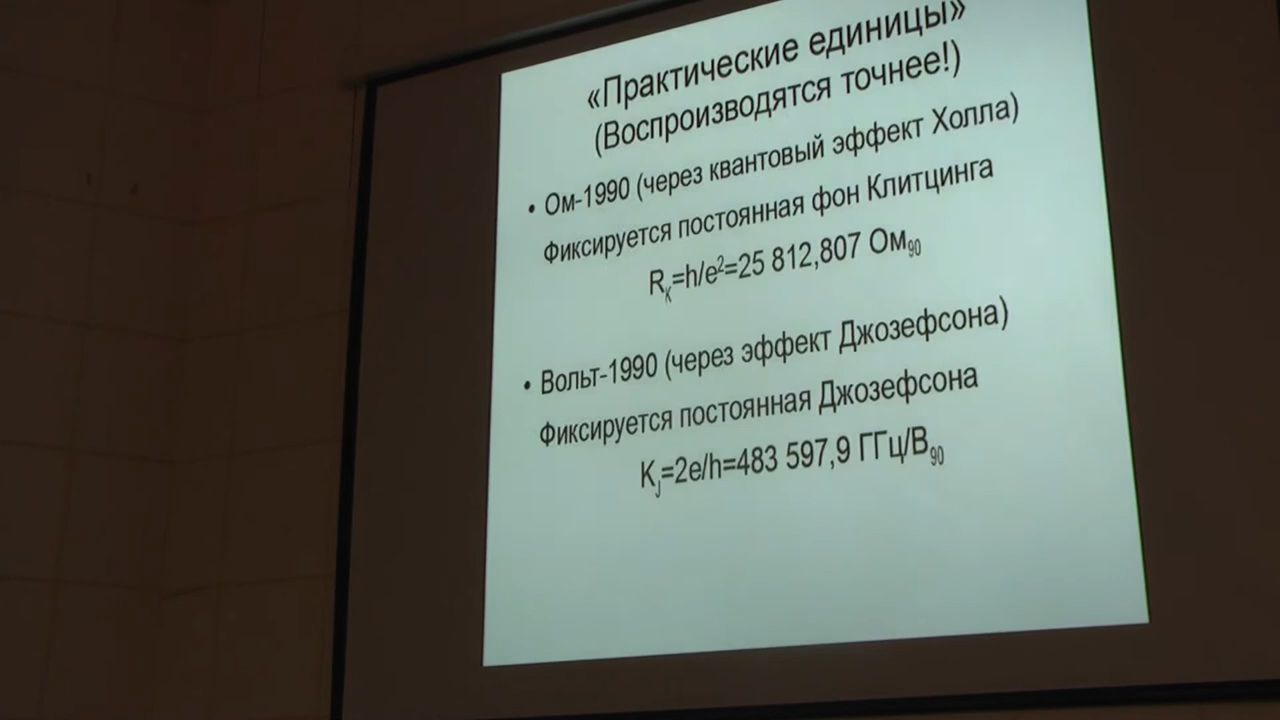 «Практические единицы»
(Воспроизводятся точнее!)
• Ом-1990 (через квантовый эффект Холла)
Фиксируется постоянная фон Клитцинга
R_K=h/e²=25 812,807 Ом₉₀
• Вольт-1990 (через эффект Джозефсона)
Фиксируется постоянная Джозефсона
K_J=2e/h=483 597,9 ГГц/В₉₀